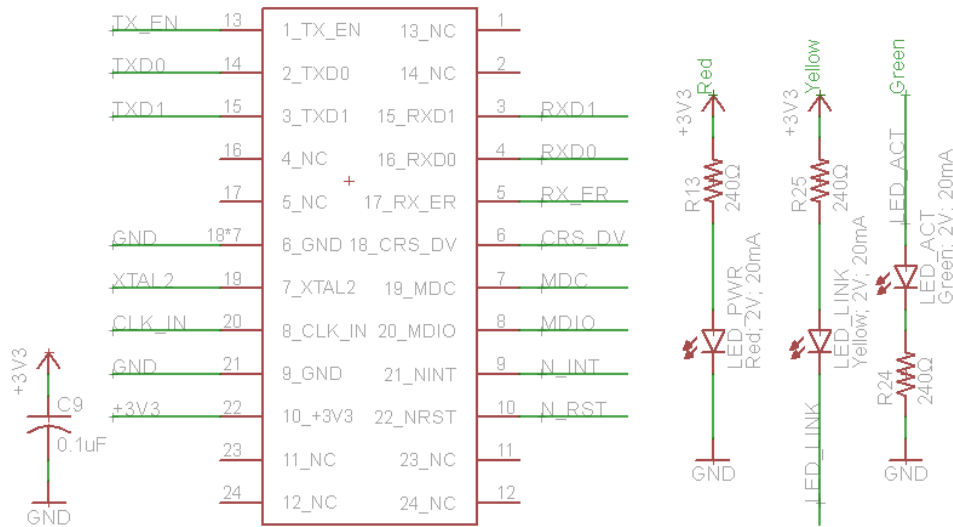 TX_EN 13 1_TX_EN 13_NC 1
TXD0 14 2_TXD0 14_NC 2
TXD1 15 3_TXD1 15_RXD1 3 RXD1
16 4_NC 16_RXD0 4 RXD0
17 5_NC 17_RX_ER 5 RX_ER
GND 18*7 6_GND 18_CRS_DV 6 CRS_DV
XTAL2 19 7_XTAL2 19_MDC 7 MDC
CLK_IN 20 8_CLK_IN 20_MDIO 8 MDIO
GND 21 9_GND 21_NINT 9 N_INT
+3V3 22 10_+3V3 22_NRST 10 N_RST
23 11_NC 23_NC 11
24 12_NC 24_NC 12
+3V3
C9
0.1uF
GND
Red
+3V3
R13
240Ω
LED_PWR
Red; 2V; 20mA
GND
Yellow
+3V3
R25
240Ω
LED_LINK
Yellow; 2V; 20mA
LED_LINK
Green
LED_ACT
LED_ACT
Green; 2V; 20mA
R24
240Ω
GND